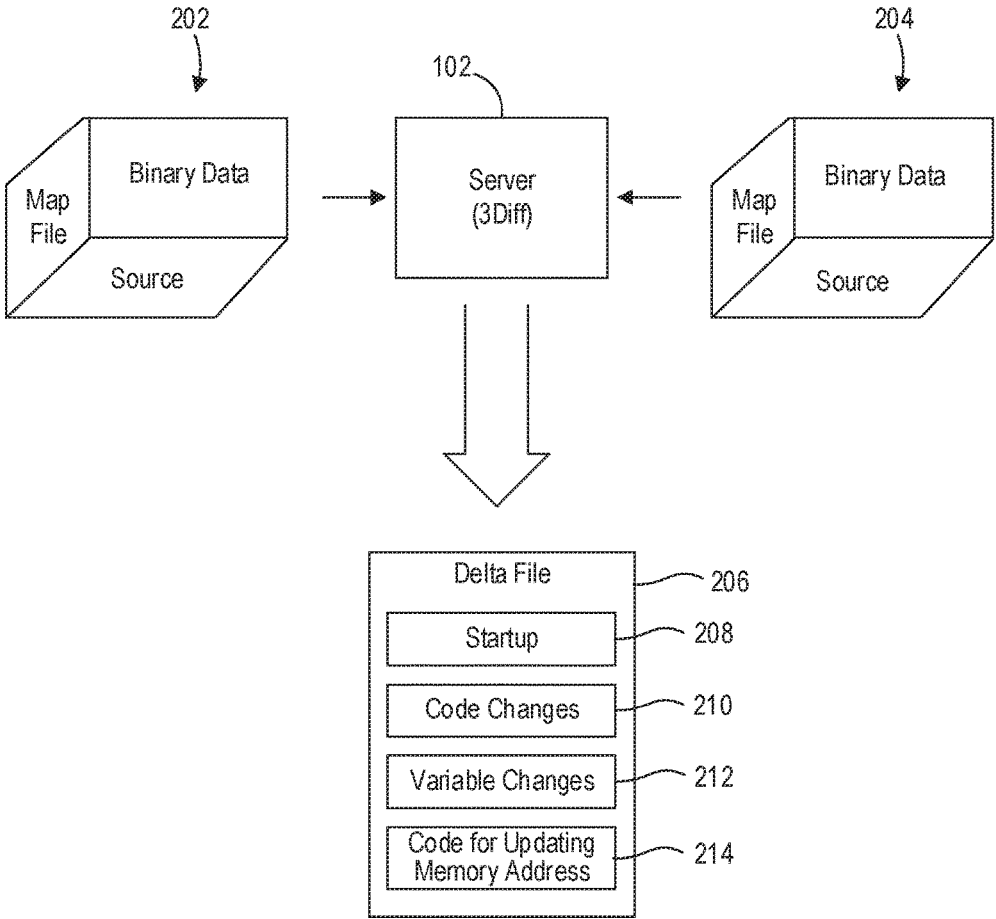 202
204
102
Binary Data
Map
File
Source
Server
(3Diff)
Binary Data
Map
File
Source
Delta File
206
Startup
208
Code Changes
210
Variable Changes
212
Code for Updating
Memory Address
214